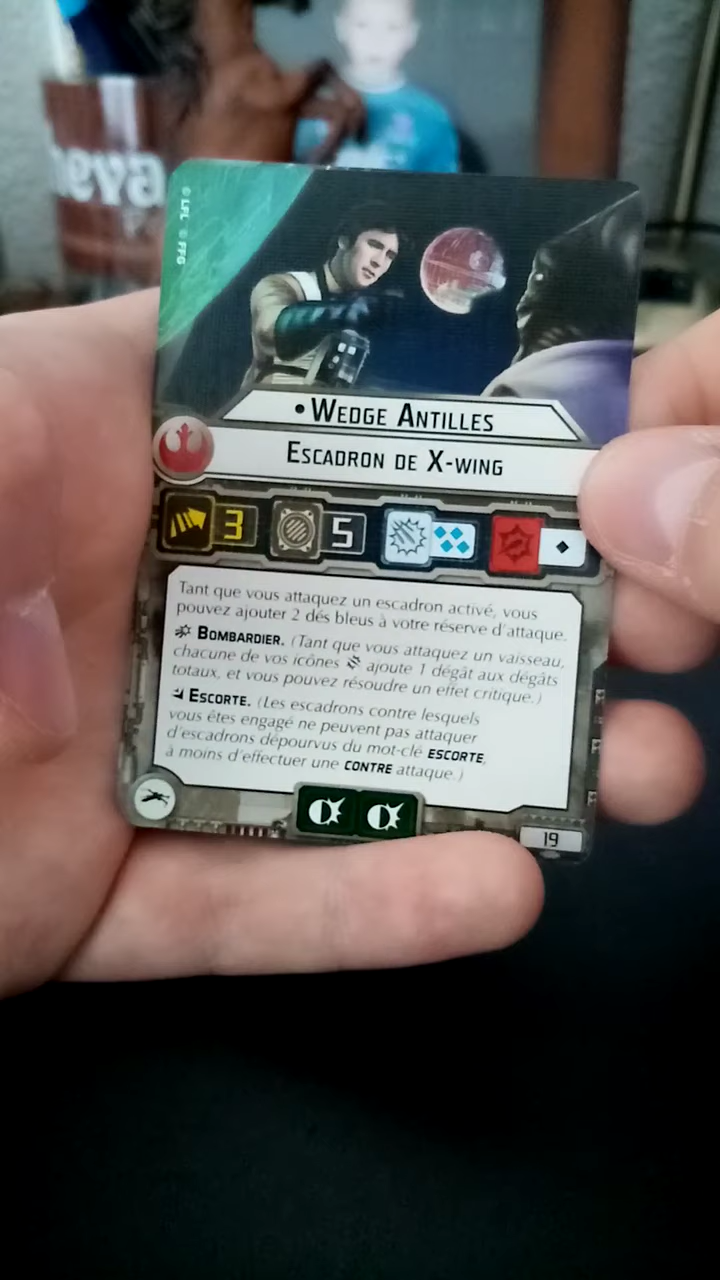 heva
© LFL © FFG
• WEDGE ANTILLES
ESCADRON DE X-WING
3 5
Tant que vous attaquez un escadron activé, vous
pouvez ajouter 2 dés bleus à votre réserve d'attaque.
BOMBARDIER. (Tant que vous attaquez un vaisseau,
chacune de vos icônes ajoute 1 dégât aux dégâts
totaux, et vous pouvez résoudre un effet critique.)
ESCORTE. (Les escadrons contre lesquels
vous êtes engagé ne peuvent pas attaquer
d'escadrons dépourvus du mot-clé ESCORTE,
à moins d'effectuer une CONTRE attaque.)
19